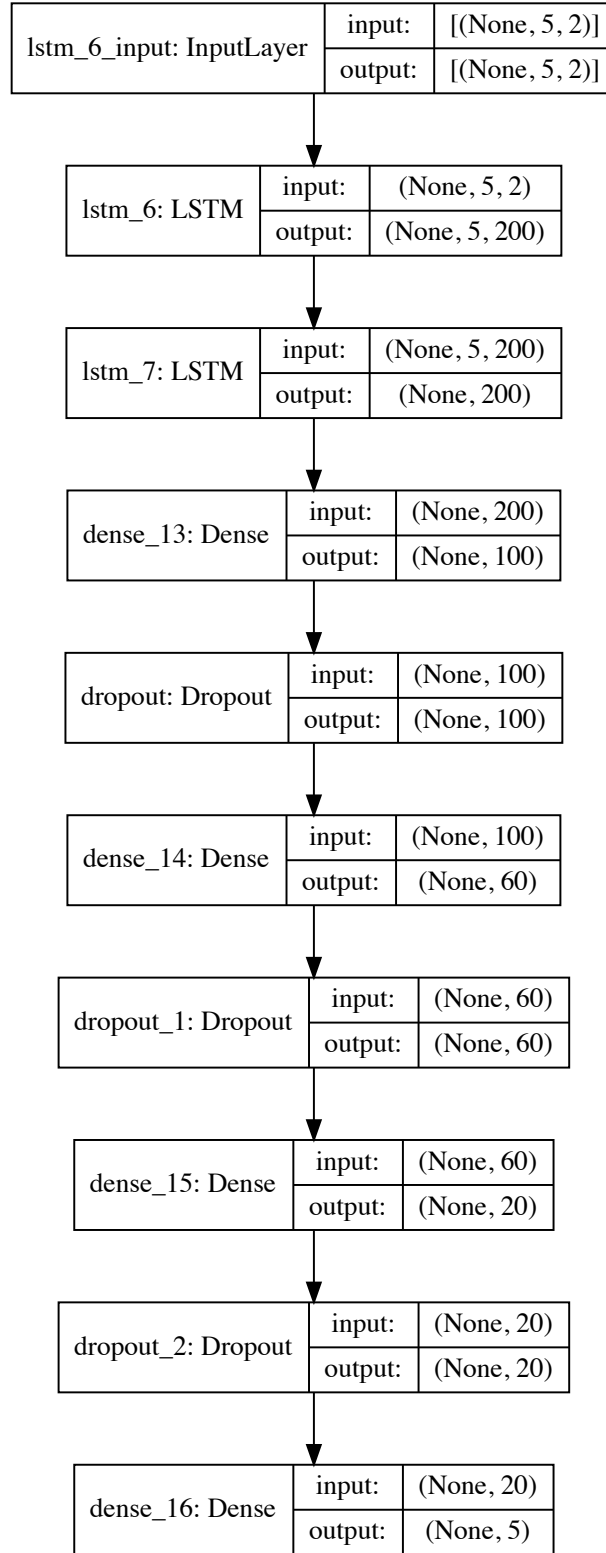 lstm_6_input: InputLayer
input: [(None, 5, 2)]
output: [(None, 5, 2)]
lstm_6: LSTM
input: (None, 5, 2)
output: (None, 5, 200)
lstm_7: LSTM
input: (None, 5, 200)
output: (None, 200)
dense_13: Dense
input: (None, 200)
output: (None, 100)
dropout: Dropout
input: (None, 100)
output: (None, 100)
dense_14: Dense
input: (None, 100)
output: (None, 60)
dropout_1: Dropout
input: (None, 60)
output: (None, 60)
dense_15: Dense
input: (None, 60)
output: (None, 20)
dropout_2: Dropout
input: (None, 20)
output: (None, 20)
dense_16: Dense
input: (None, 20)
output: (None, 5)